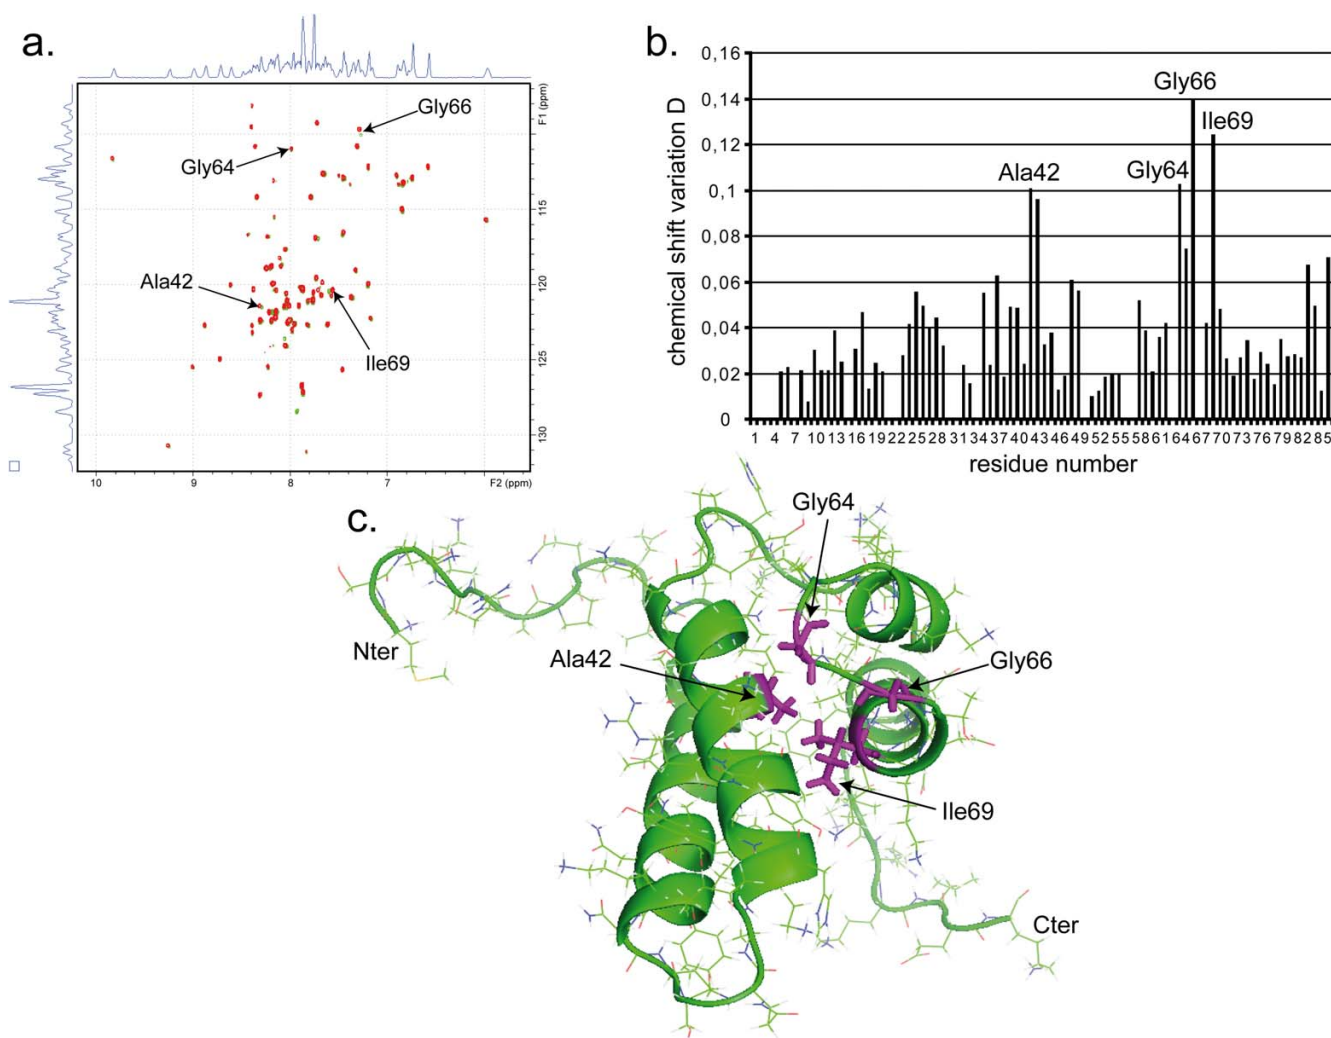 a.
Gly66
Gly64
Ala42
Ile69
F1 (ppm)
115
120
125
130
10
9
8
7
F2 (ppm)
b.
0,16
0,14
0,12
0,1
0,08
0,06
0,04
0,02
0
chemical shift variation D
Gly66
Ile69
Ala42
Gly64
1 4 7 10 13 16 19 22 25 28 31 34 37 40 43 46 49 52 55 58 61 64 67 70 73 76 79 82 85
residue number
c.
Gly64
Nter
Ala42
Gly66
Ile69
Cter